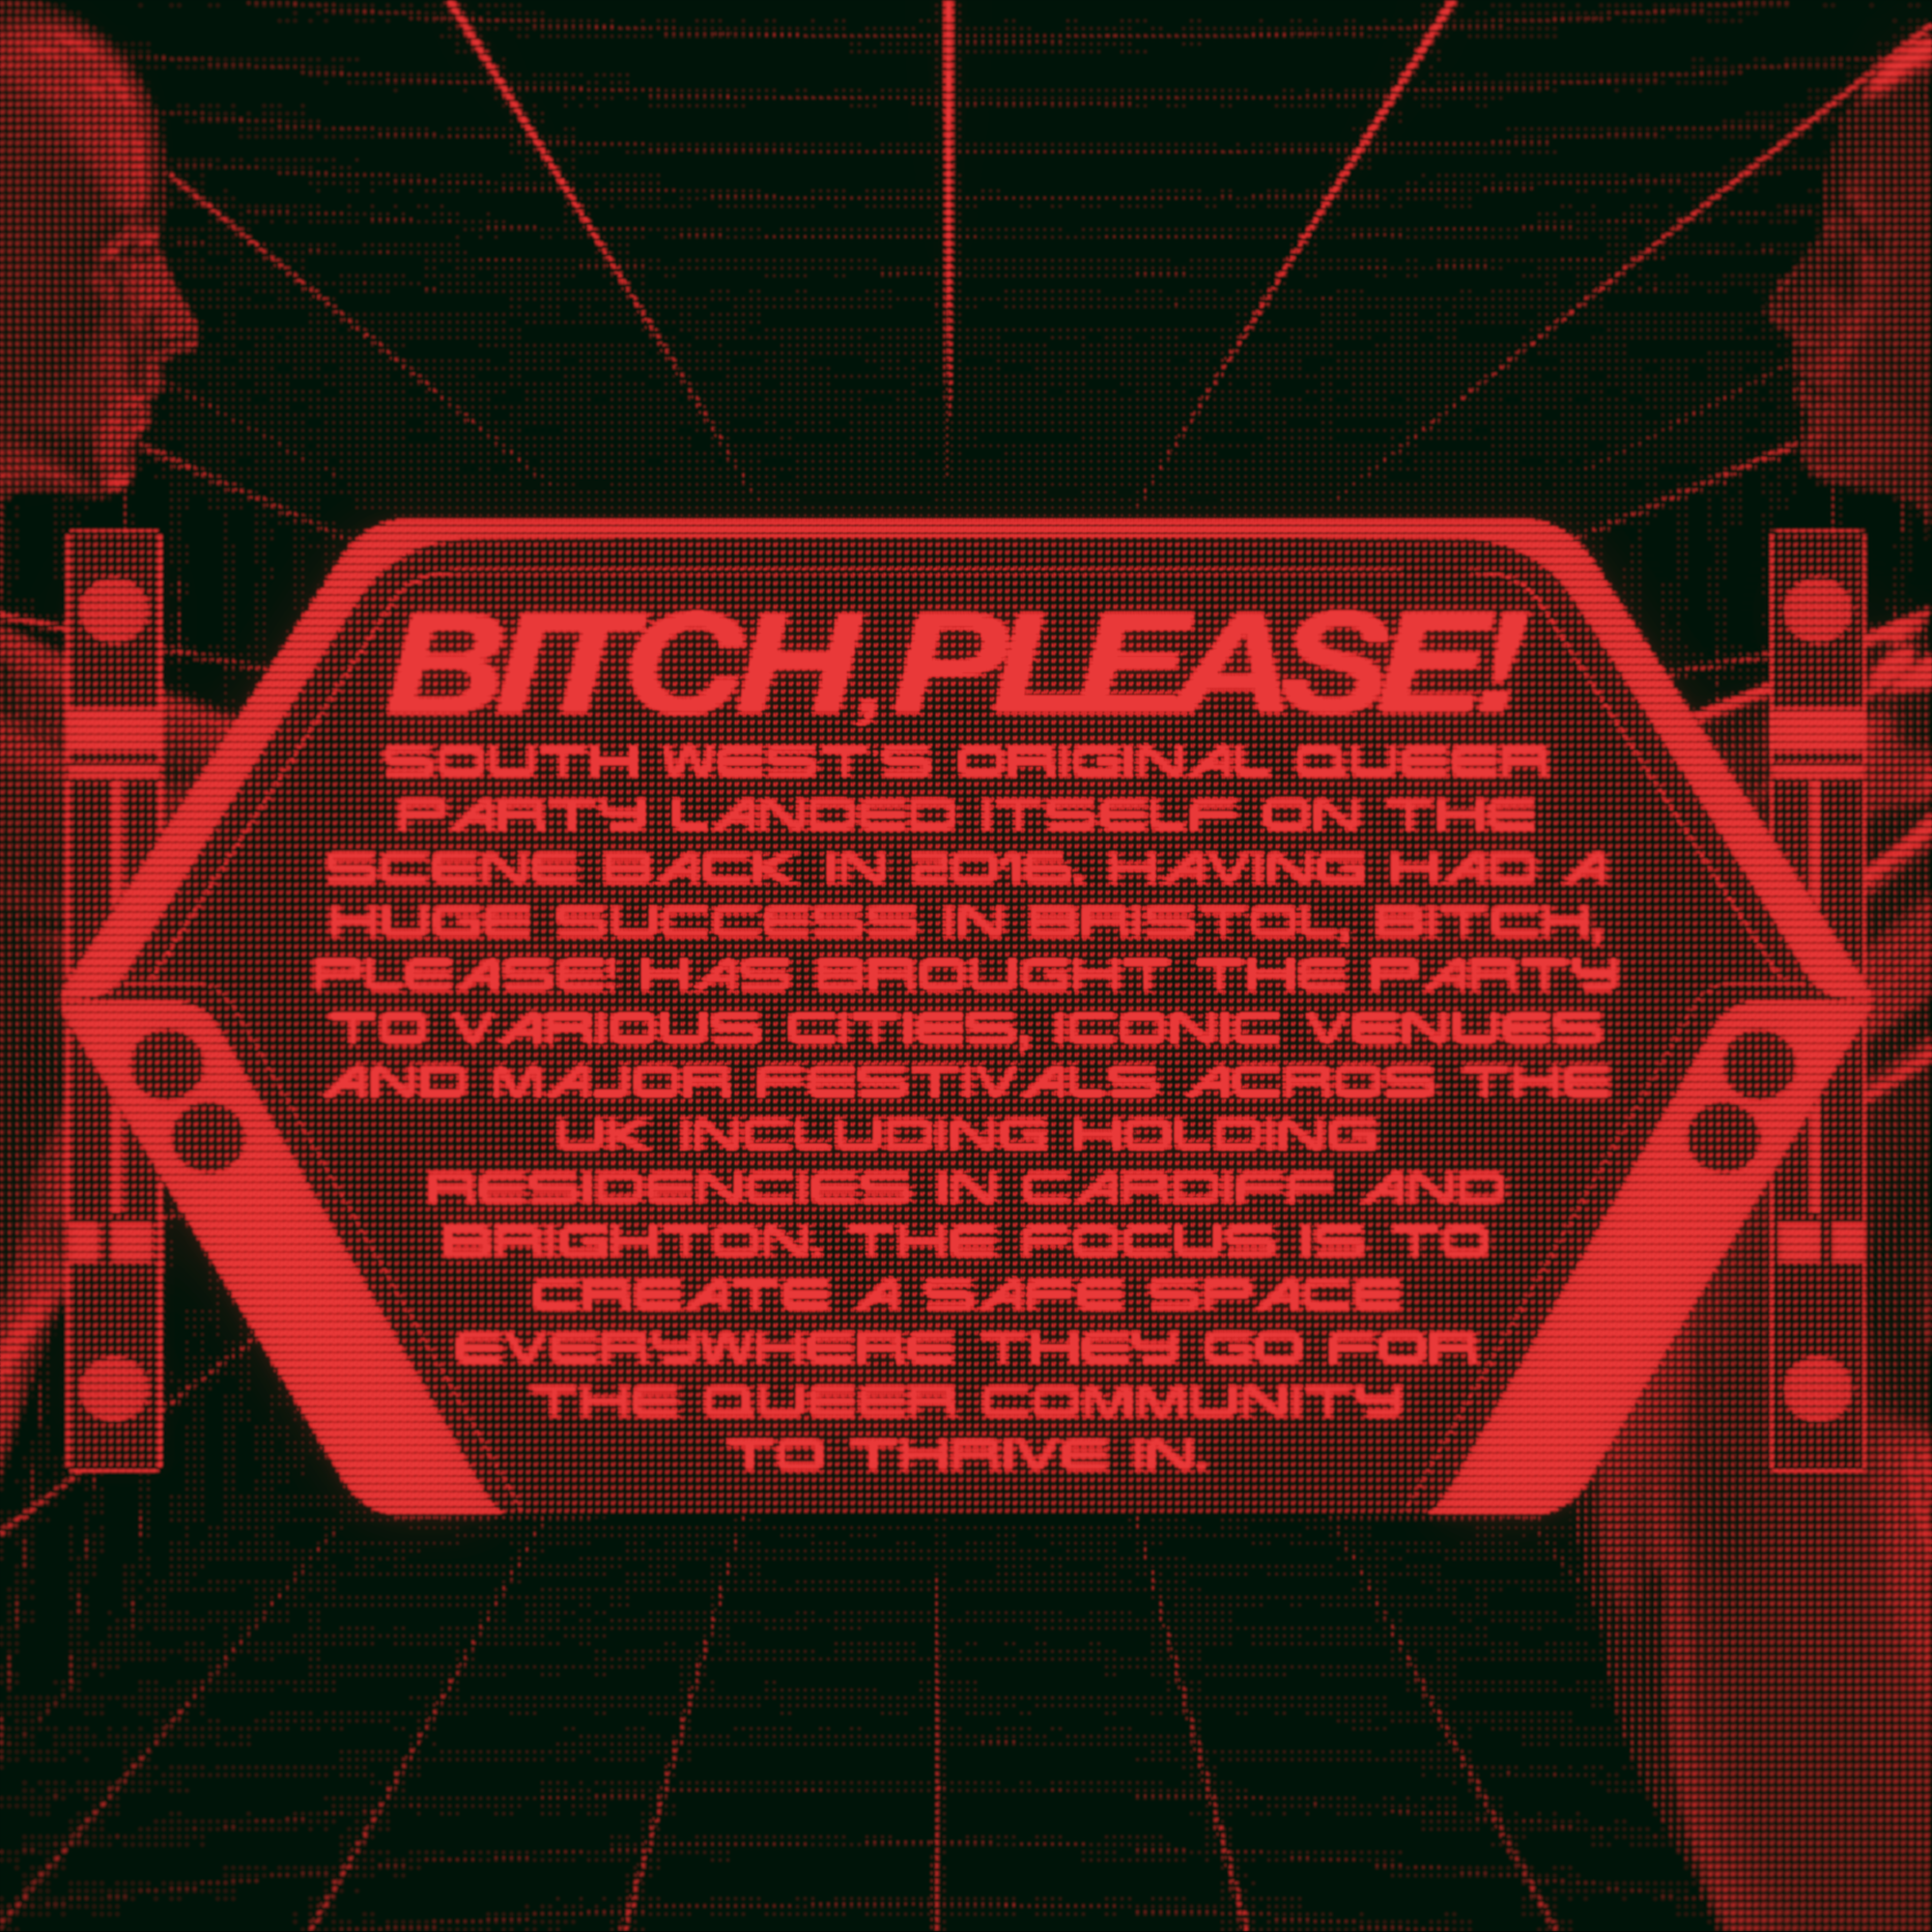 BITCH, PLEASE!
SOUTH WEST'S ORIGINAL QUEER
PARTY LANDED ITSELF ON THE
SCENE BACK IN 2016. HAVING HAD A
HUGE SUCCESS IN BRISTOL, BITCH,
PLEASE! HAS BROUGHT THE PARTY
TO VARIOUS CITIES, ICONIC VENUES
AND MAJOR FESTIVALS ACROS THE
UK INCLUDING HOLDING
RESIDENCIES IN CARDIFF AND
BRIGHTON. THE FOCUS IS TO
CREATE A SAFE SPACE
EVERYWHERE THEY GO FOR
THE QUEER COMMUNITY
TO THRIVE IN.